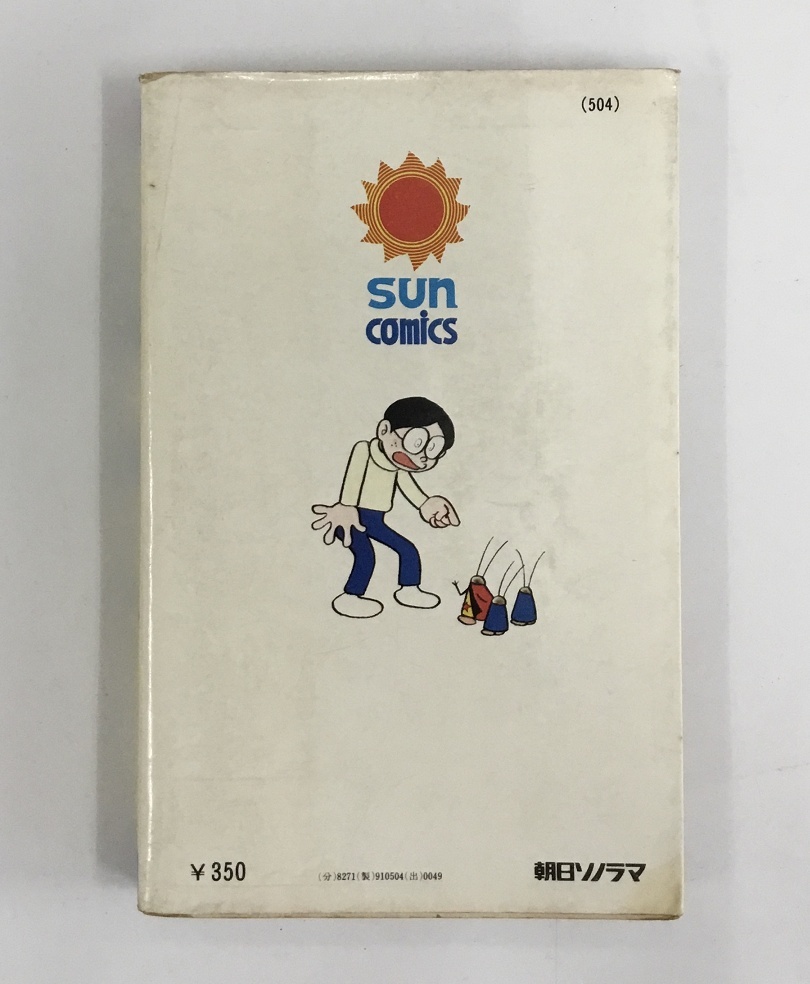 (504)
sun
comics
¥350
(分)8271(製)910504(出)0049
朝日ソノラマ